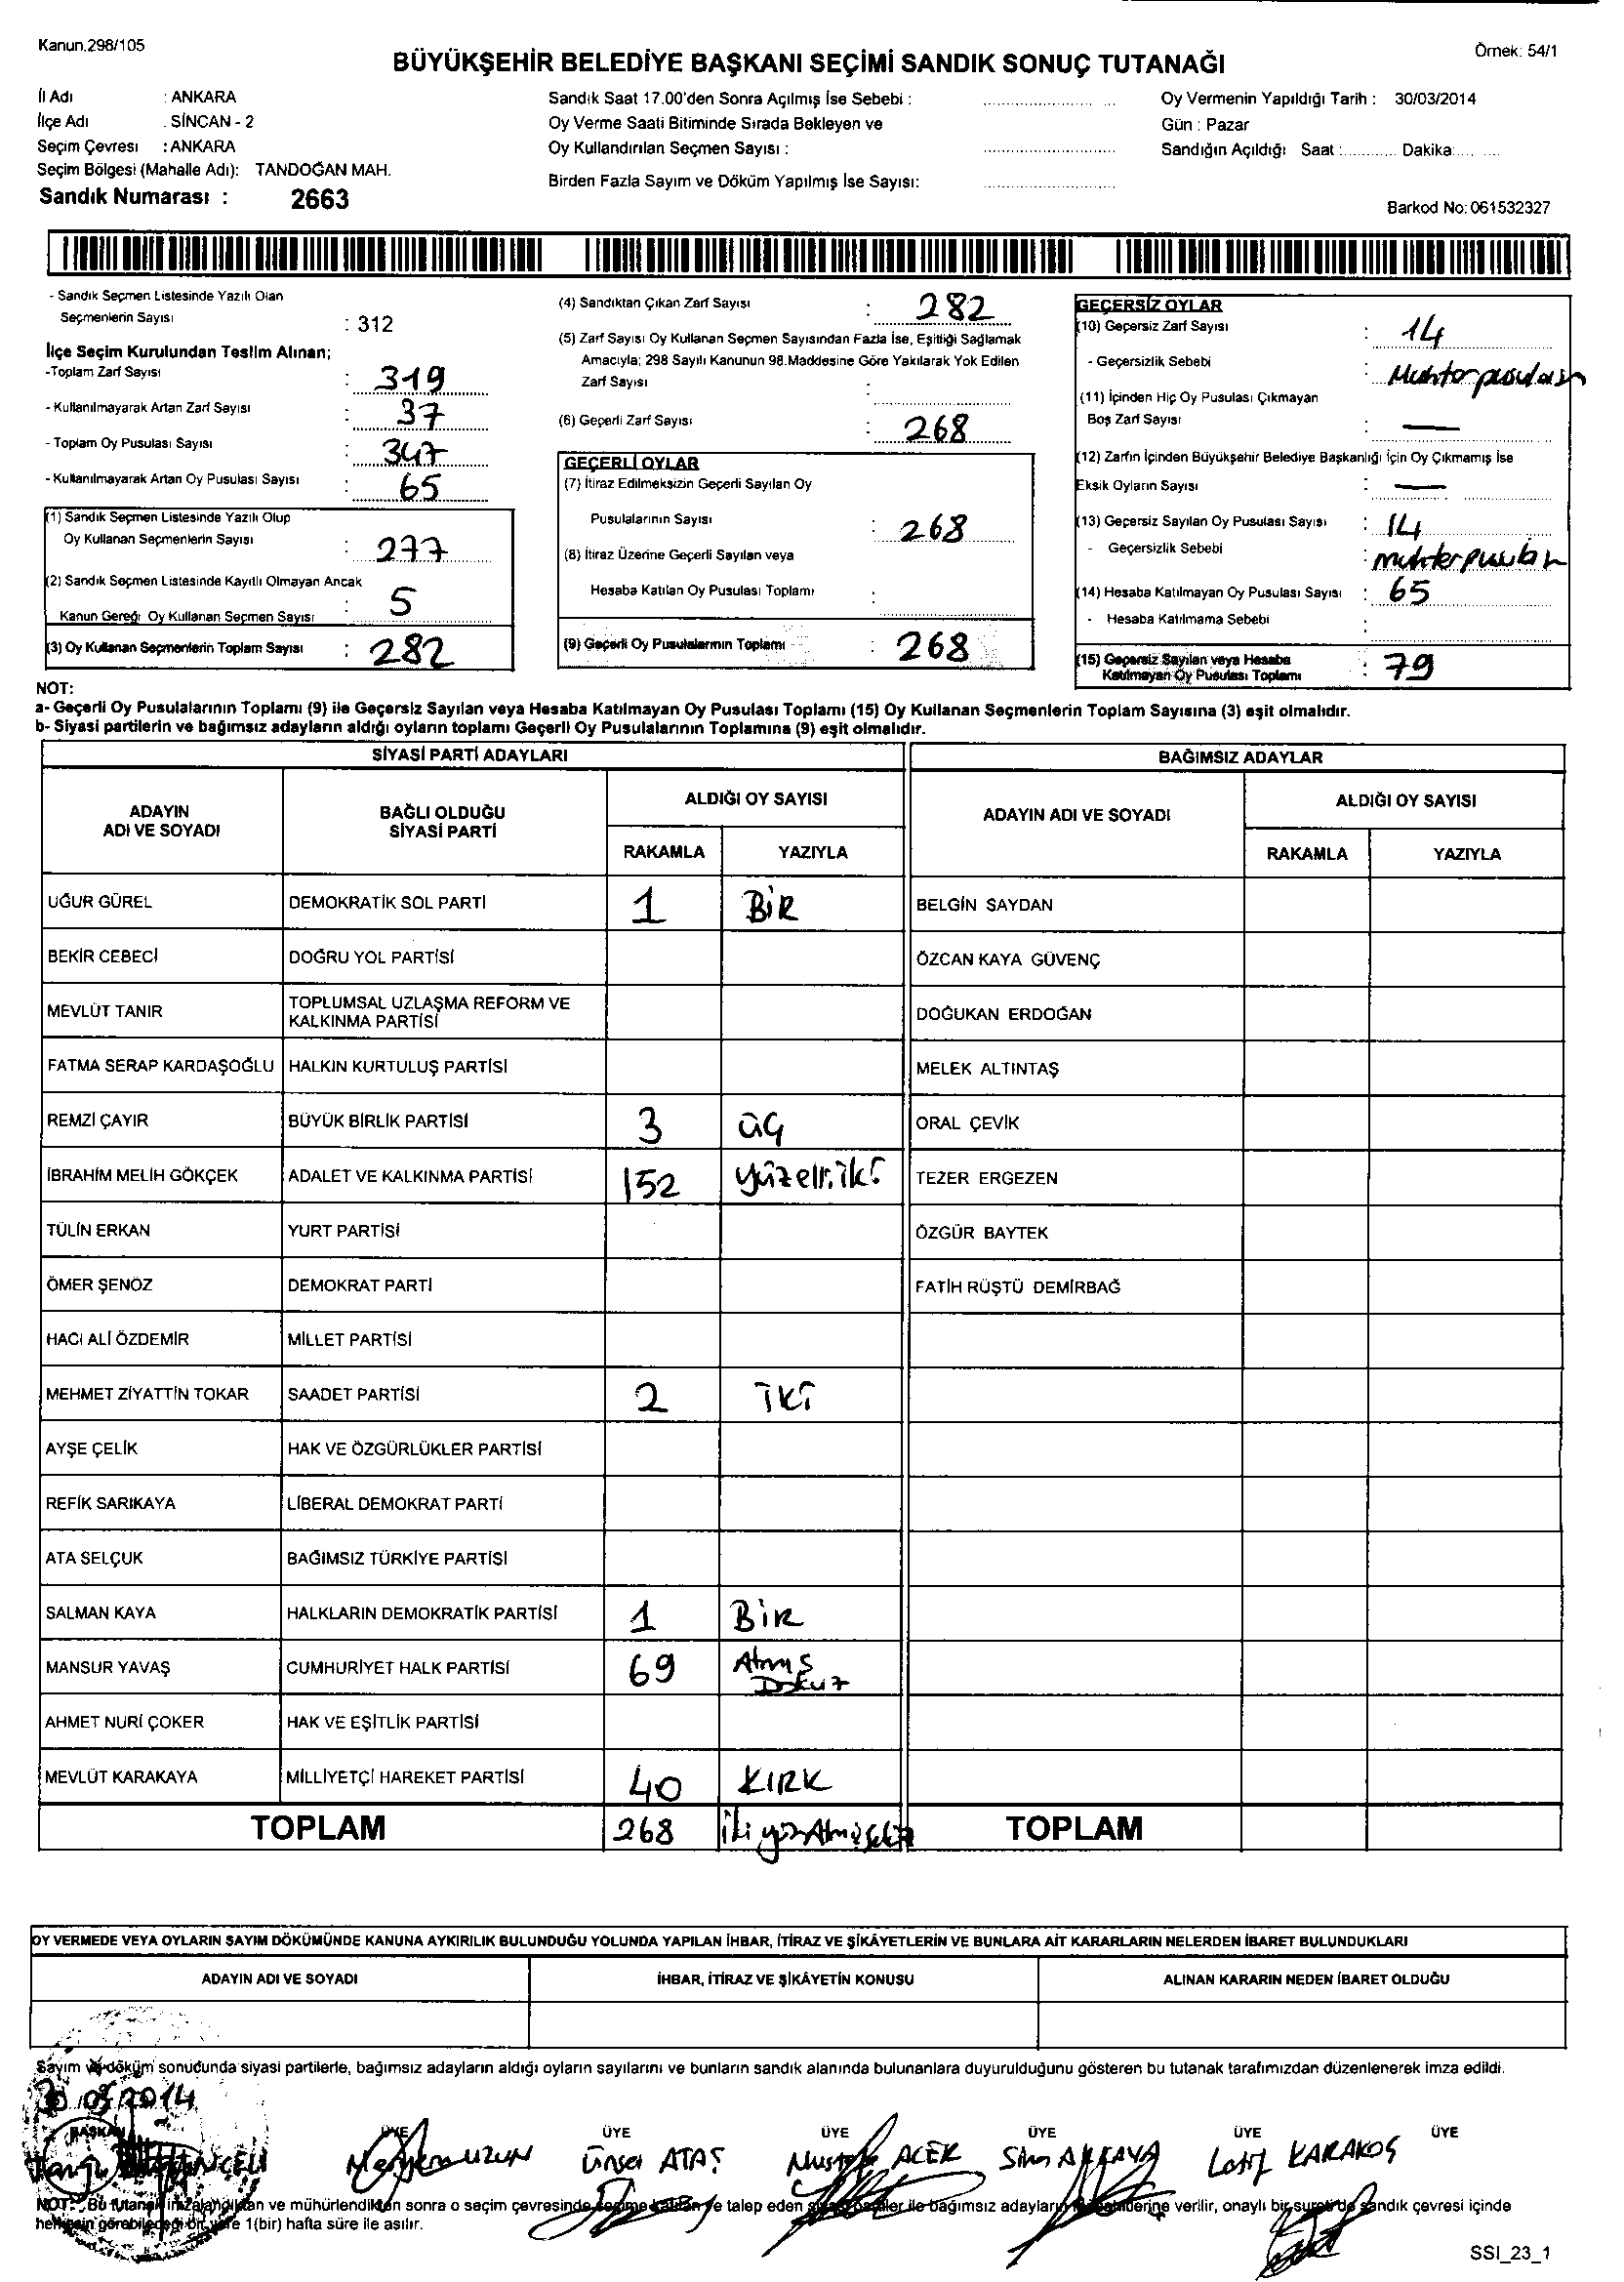 Kanun.298/105
Örnek: 54/1
BÜYÜKŞEHİR BELEDİYE BAŞKANI SEÇİMİ SANDIK SONUÇ TUTANAĞI
İl Adı : ANKARA
İlçe Adı : SİNCAN - 2
Seçim Çevresi : ANKARA
Seçim Bölgesi (Mahalle Adı): TANDOĞAN MAH.
Sandık Numarası : 2663
Sandık Saat 17.00'den Sonra Açılmış İse Sebebi :
Oy Verme Saati Bitiminde Sırada Bekleyen ve
Oy Kullandırılan Seçmen Sayısı :
Birden Fazla Sayım ve Döküm Yapılmış İse Sayısı:
Oy Vermenin Yapıldığı Tarih : 30/03/2014
Gün : Pazar
Sandığın Açıldığı Saat : Dakika:
Barkod No: 061532327
- Sandık Seçmen Listesinde Yazılı Olan
Seçmenlerin Sayısı : 312
İlçe Seçim Kurulundan Teslim Alınan;
-Toplam Zarf Sayısı : 319
- Kullanılmayarak Artan Zarf Sayısı : 37
- Toplam Oy Pusulası Sayısı : 347
- Kullanılmayarak Artan Oy Pusulası Sayısı : 65
(1) Sandık Seçmen Listesinde Yazılı Olup
Oy Kullanan Seçmenlerin Sayısı : 277
(2) Sandık Seçmen Listesinde Kayıtlı Olmayan Ancak
Kanun Gereği Oy Kullanan Seçmen Sayısı : 5
(3) Oy Kullanan Seçmenlerin Toplam Sayısı : 282
(4) Sandıktan Çıkan Zarf Sayısı : 282
(5) Zarf Sayısı Oy Kullanan Seçmen Sayısından Fazla İse, Eşitliği Sağlamak
Amacıyla; 298 Sayılı Kanunun 98.Maddesine Göre Yakılarak Yok Edilen
Zarf Sayısı :
(6) Geçerli Zarf Sayısı : 268
GEÇERLİ OYLAR
(7) İtiraz Edilmeksizin Geçerli Sayılan Oy
Pusulalarının Sayısı : 268
(8) İtiraz Üzerine Geçerli Sayılan veya
Hesaba Katılan Oy Pusulası Toplamı :
(9) Geçerli Oy Pusulalarının Toplamı : 268
GEÇERSİZ OYLAR
(10) Geçersiz Zarf Sayısı : 14
- Geçersizlik Sebebi : Muhtar pusulası
(11) İçinden Hiç Oy Pusulası Çıkmayan
Boş Zarf Sayısı : —
(12) Zarfın İçinden Büyükşehir Belediye Başkanlığı İçin Oy Çıkmamış İse
Eksik Oyların Sayısı : —
(13) Geçersiz Sayılan Oy Pusulası Sayısı : 14
- Geçersizlik Sebebi :
(14) Hesaba Katılmayan Oy Pusulası Sayısı : 65
- Hesaba Katılmama Sebebi :
(15) Geçersiz Sayılan veya Hesaba
Katılmayan Oy Pusulası Toplamı : 79
NOT:
a- Geçerli Oy Pusulalarının Toplamı (9) ile Geçersiz Sayılan veya Hesaba Katılmayan Oy Pusulası Toplamı (15) Oy Kullanan Seçmenlerin Toplam Sayısına (3) eşit olmalıdır.
b- Siyasi partilerin ve bağımsız adayların aldığı oyların toplamı Geçerli Oy Pusulalarının Toplamına (9) eşit olmalıdır.
SİYASİ PARTİ ADAYLARI
BAĞIMSIZ ADAYLAR
ADAYIN ADI VE SOYADI
BAĞLI OLDUĞU SİYASİ PARTİ
ALDIĞI OY SAYISI
RAKAMLA YAZIYLA
ADAYIN ADI VE SOYADI
ALDIĞI OY SAYISI
RAKAMLA YAZIYLA
UĞUR GÜREL DEMOKRATİK SOL PARTİ 1 BİR BELGİN SAYDAN
BEKİR CEBECİ DOĞRU YOL PARTİSİ ÖZCAN KAYA GÜVENÇ
MEVLÜT TANIR TOPLUMSAL UZLAŞMA REFORM VE KALKINMA PARTİSİ DOĞUKAN ERDOĞAN
FATMA SERAP KARDAŞOĞLU HALKIN KURTULUŞ PARTİSİ MELEK ALTINTAŞ
REMZİ ÇAYIR BÜYÜK BİRLİK PARTİSİ 3 üç ORAL ÇEVİK
İBRAHİM MELİH GÖKÇEK ADALET VE KALKINMA PARTİSİ 152 yüzelliiki TEZER ERGEZEN
TÜLİN ERKAN YURT PARTİSİ ÖZGÜR BAYTEK
ÖMER ŞENÖZ DEMOKRAT PARTİ FATİH RÜŞTÜ DEMİRBAĞ
HACI ALİ ÖZDEMİR MİLLET PARTİSİ
MEHMET ZİYATTİN TOKAR SAADET PARTİSİ 2 iki
AYŞE ÇELİK HAK VE ÖZGÜRLÜKLER PARTİSİ
REFİK SARIKAYA LİBERAL DEMOKRAT PARTİ
ATA SELÇUK BAĞIMSIZ TÜRKİYE PARTİSİ
SALMAN KAYA HALKLARIN DEMOKRATİK PARTİSİ 1 BİR
MANSUR YAVAŞ CUMHURİYET HALK PARTİSİ 69 Atmış Dokuz
AHMET NURİ ÇOKER HAK VE EŞİTLİK PARTİSİ
MEVLÜT KARAKAYA MİLLİYETÇİ HAREKET PARTİSİ 40 KIRK
TOPLAM 268 iki yüz Atmışsekiz TOPLAM
OY VERMEDE VEYA OYLARIN SAYIM DÖKÜMÜNDE KANUNA AYKIRILIK BULUNDUĞU YOLUNDA YAPILAN İHBAR, İTİRAZ VE ŞİKÂYETLERİN VE BUNLARA AİT KARARLARIN NELERDEN İBARET BULUNDUKLARI
ADAYIN ADI VE SOYADI İHBAR, İTİRAZ VE ŞİKÂYETİN KONUSU ALINAN KARARIN NEDEN İBARET OLDUĞU
Sayım ve döküm sonucunda siyasi partilerle, bağımsız adayların aldığı oyların sayılarını ve bunların sandık alanında bulunanlara duyurulduğunu gösteren bu tutanak tarafımızdan düzenlenerek imza edildi.
30/03/2014
BAŞKAN ÜYE ÜYE ÜYE ÜYE ÜYE ÜYE
UZUN Ünsal ATAŞ Mustafa ACER Latif KARAKOŞ
NOT: Bu tutanak imzalandıktan ve mühürlendikten sonra o seçim çevresinde seçime katılan ve talep eden siyasi partiler ile bağımsız adayların müşahitlerine verilir, onaylı bir sureti de sandık çevresi içinde
herkesin görebileceği bir yere 1(bir) hafta süre ile asılır.
SSI_23_1